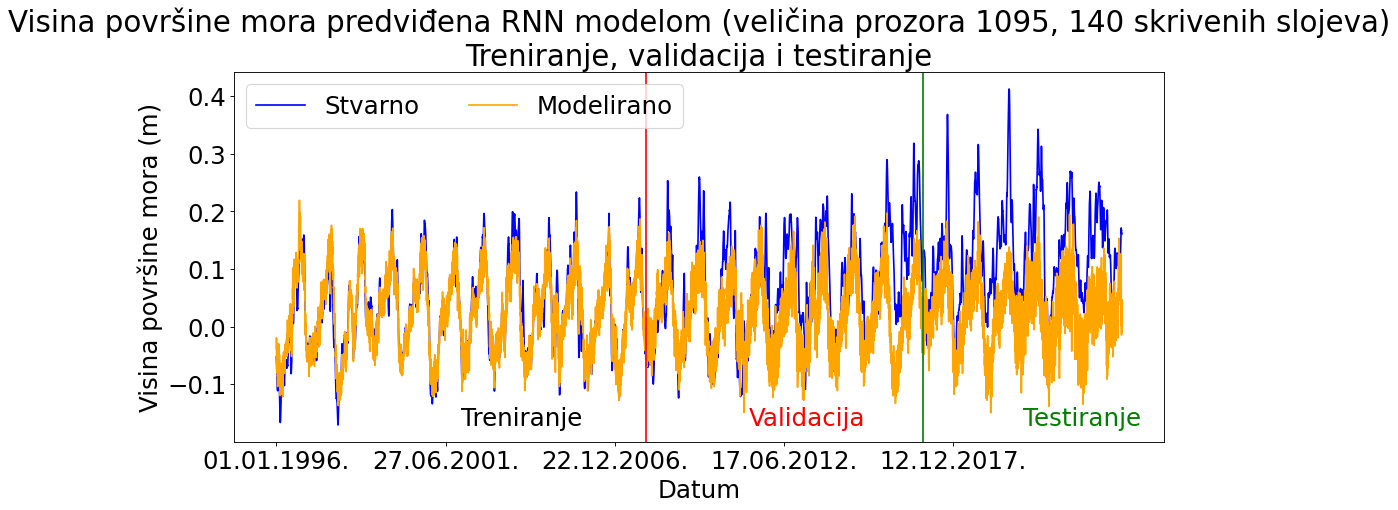 Visina površine mora predviđena RNN modelom (veličina prozora 1095, 140 skrivenih slojeva)
Treniranje, validacija i testiranje
Stvarno
Modelirano
Visina površine mora (m)
0.4
0.3
0.2
0.1
0.0
−0.1
Treniranje
Validacija
Testiranje
01.01.1996.
27.06.2001.
22.12.2006.
17.06.2012.
12.12.2017.
Datum